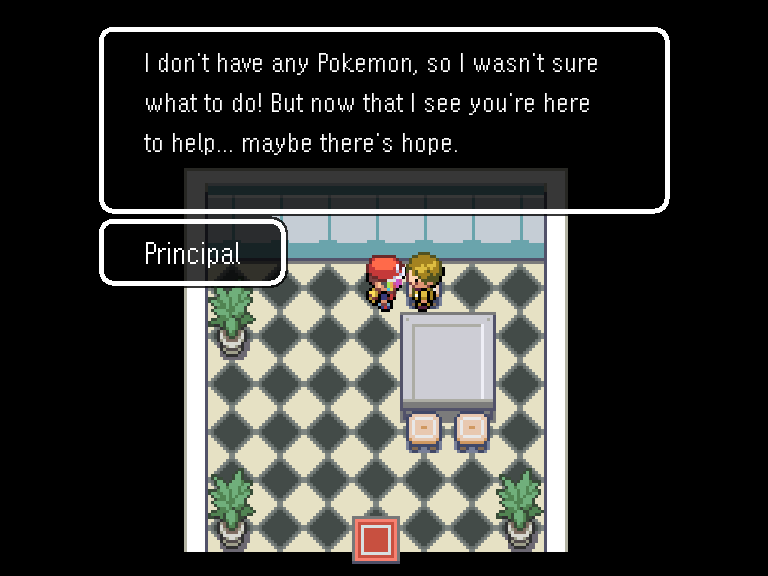 I don't have any Pokemon, so I wasn't sure
what to do! But now that I see you're here
to help... maybe there's hope.
Principal